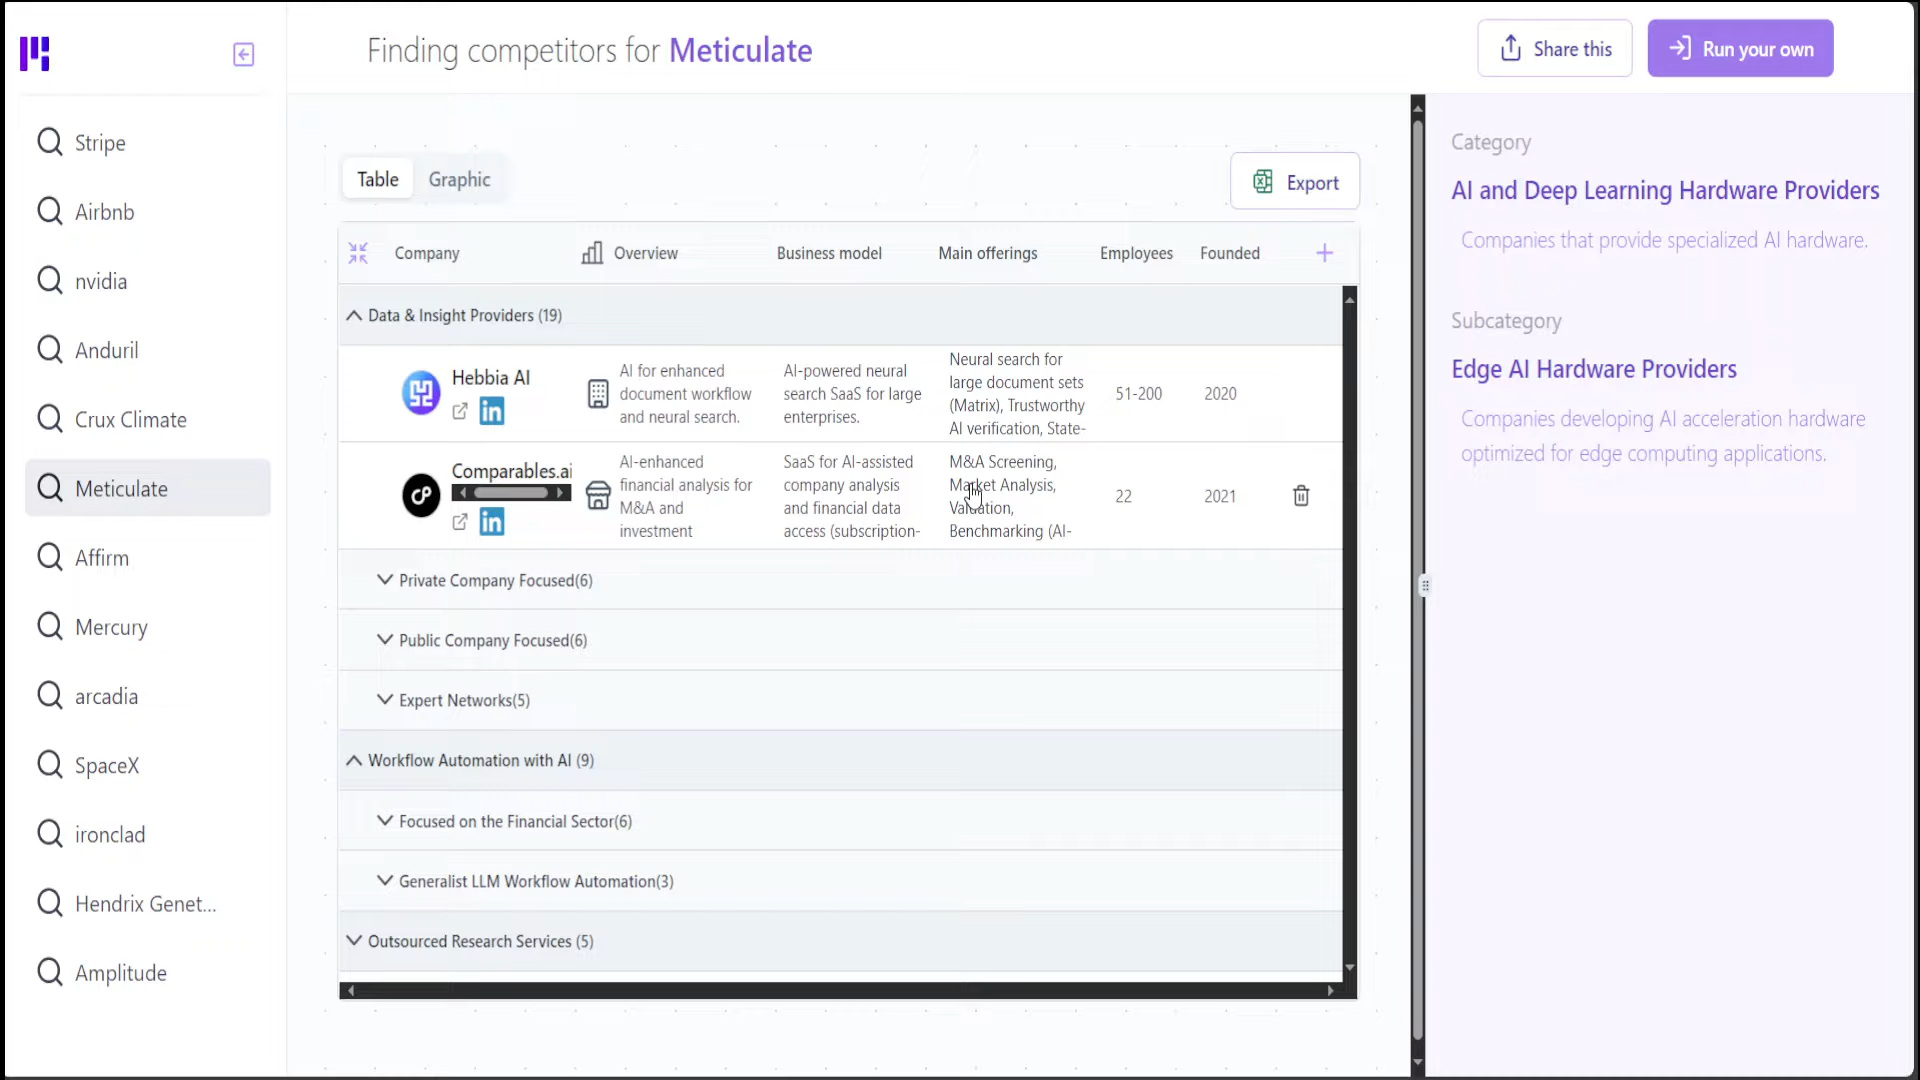 Finding competitors for Meticulate
Share this
Run your own
Stripe
Airbnb
nvidia
Anduril
Crux Climate
Meticulate
Affirm
Mercury
arcadia
SpaceX
ironclad
Hendrix Genet...
Amplitude
Table
Graphic
Export
Company
Overview
Business model
Main offerings
Employees
Founded
Data & Insight Providers (19)
Hebbia AI
in
AI for enhanced
document workflow
and neural search.
AI-powered neural
search SaaS for large
enterprises.
Neural search for
large document sets
(Matrix), Trustworthy
AI verification, State-
51-200
2020
Comparables.ai
in
AI-enhanced
financial analysis for
M&A and
investment
SaaS for AI-assisted
company analysis
and financial data
access (subscription-
M&A Screening,
Market Analysis,
Valuation,
Benchmarking (AI-
22
2021
Private Company Focused(6)
Public Company Focused(6)
Expert Networks(5)
Workflow Automation with AI (9)
Focused on the Financial Sector(6)
Generalist LLM Workflow Automation(3)
Outsourced Research Services (5)
Category
AI and Deep Learning Hardware Providers
Companies that provide specialized AI hardware.
Subcategory
Edge AI Hardware Providers
Companies developing AI acceleration hardware
optimized for edge computing applications.